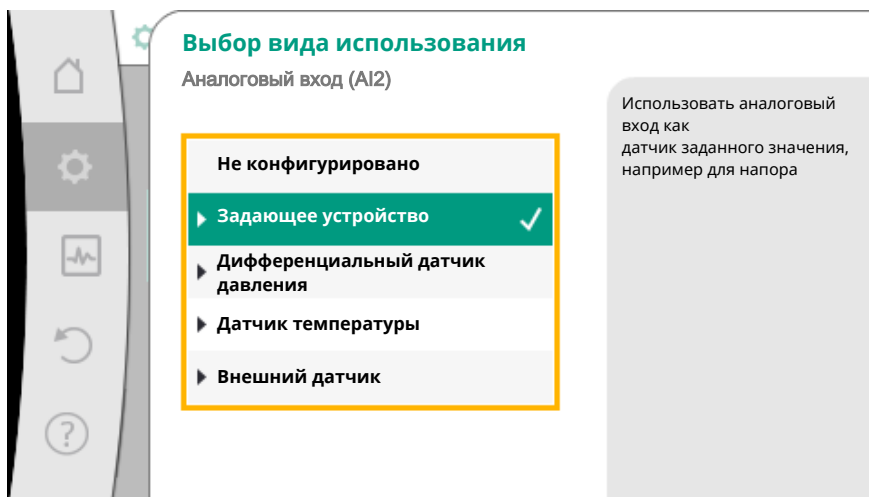 Выбор вида использования
Аналоговый вход (AI2)
Не конфигурировано
Задающее устройство
Дифференциальный датчик
давления
Датчик температуры
Внешний датчик
Использовать аналоговый
вход как
датчик заданного значения,
например для напора
?